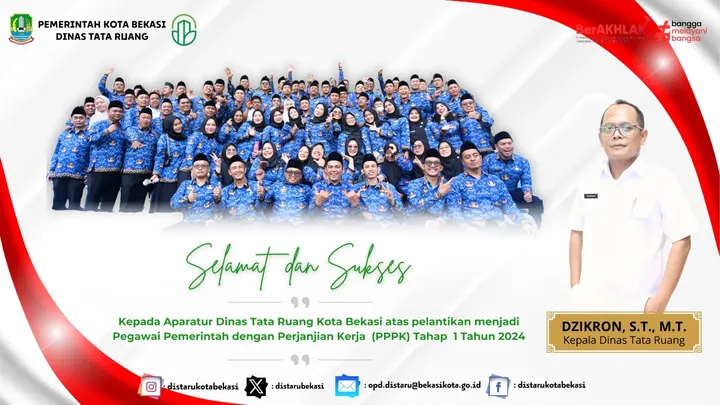 PEMERINTAH KOTA BEKASI
DINAS TATA RUANG
BerAKHLAK
bangga
melayani
bangsa
Selamat dan Sukses
Kepada Aparatur Dinas Tata Ruang Kota Bekasi atas pelantikan menjadi
Pegawai Pemerintah dengan Perjanjian Kerja (PPPK) Tahap 1 Tahun 2024
DZIKRON, S.T., M.T.
Kepala Dinas Tata Ruang
: distarukotabekasi
: distarubekasi
: opd.distaru@bekasikota.go.id
: distarukotabekasi